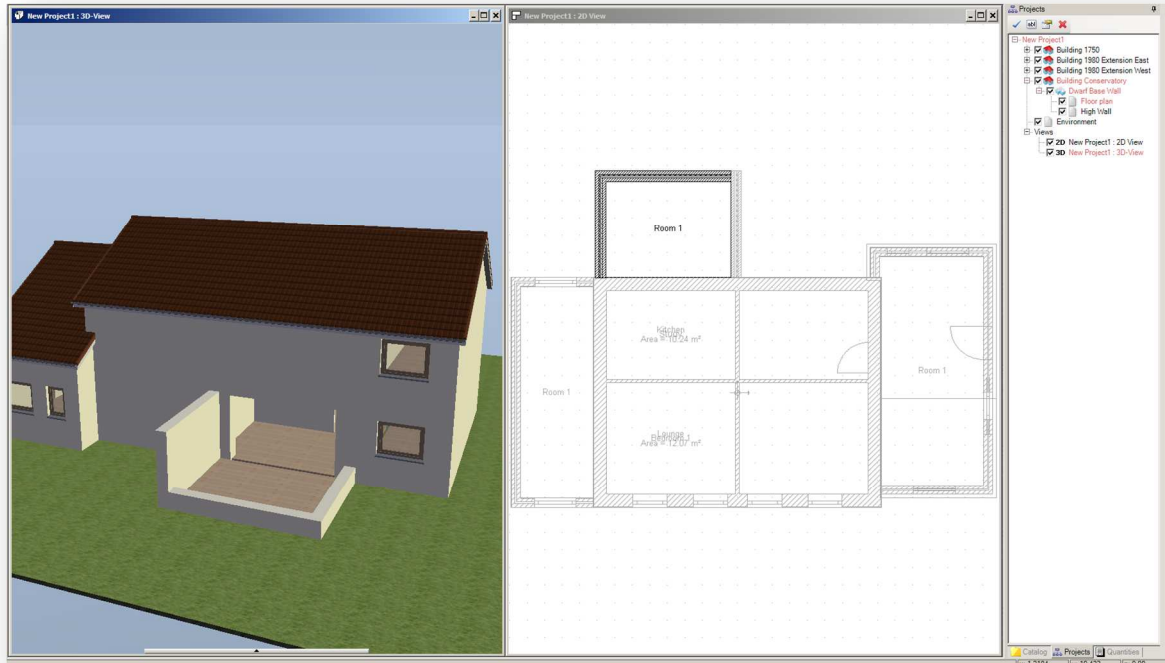 New Project1 : 3D-View
New Project1 : 2D View
Projects
abl
New Project1
Building 1750
Building 1980 Extension East
Building 1980 Extension West
Building Conservatory
Dwarf Base Wall
Floor plan
High Wall
Environment
Views
2D New Project1 : 2D View
3D New Project1 : 3D-View
Room 1
Kitchen
Area = 10.24 m²
Room 1
Room 1
Lounge
Bedroom 1
Area = 12.07 m²
Catalog
Projects
Quantities